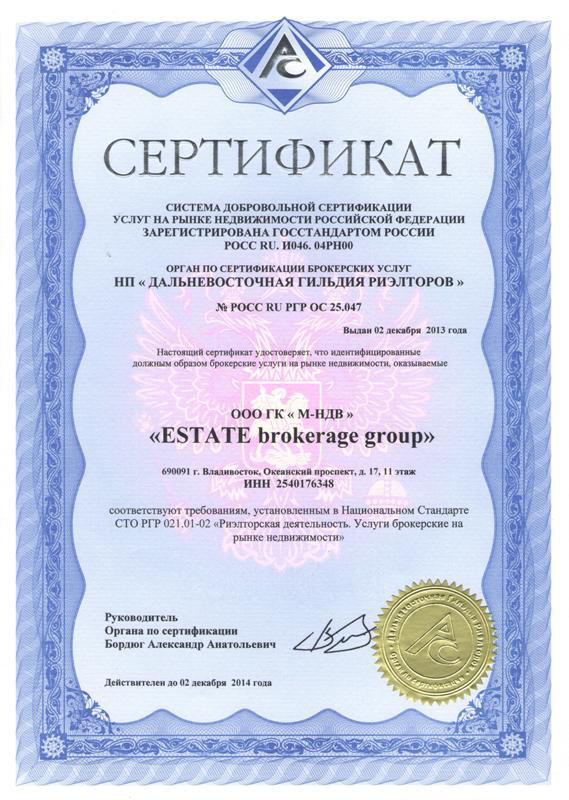 АС
СЕРТИФИКАТ
СИСТЕМА ДОБРОВОЛЬНОЙ СЕРТИФИКАЦИИ
УСЛУГ НА РЫНКЕ НЕДВИЖИМОСТИ РОССИЙСКОЙ ФЕДЕРАЦИИ
ЗАРЕГИСТРИРОВАНА ГОССТАНДАРТОМ РОССИИ
РОСС RU. И046. 04РН00
ОРГАН ПО СЕРТИФИКАЦИИ БРОКЕРСКИХ УСЛУГ
НП « ДАЛЬНЕВОСТОЧНАЯ ГИЛЬДИЯ РИЭЛТОРОВ »
№ РОСС RU РГР ОС 25.047
Выдан 02 декабря 2013 года
Настоящий сертификат удостоверяет, что идентифицированные
должным образом брокерские услуги на рынке недвижимости, оказываемые
ООО ГК « М-НДВ »
«ESTATE brokerage group»
690091 г. Владивосток, Океанский проспект, д. 17, 11 этаж
ИНН 2540176348
соответствуют требованиям, установленным в Национальном Стандарте
СТО РГР 021.01-02 «Риэлторская деятельность. Услуги брокерские на
рынке недвижимости»
Руководитель
Органа по сертификации
Бордюг Александр Анатольевич
Дальневосточная Гильдия Риэлторов
АС
Действителен до 02 декабря 2014 года